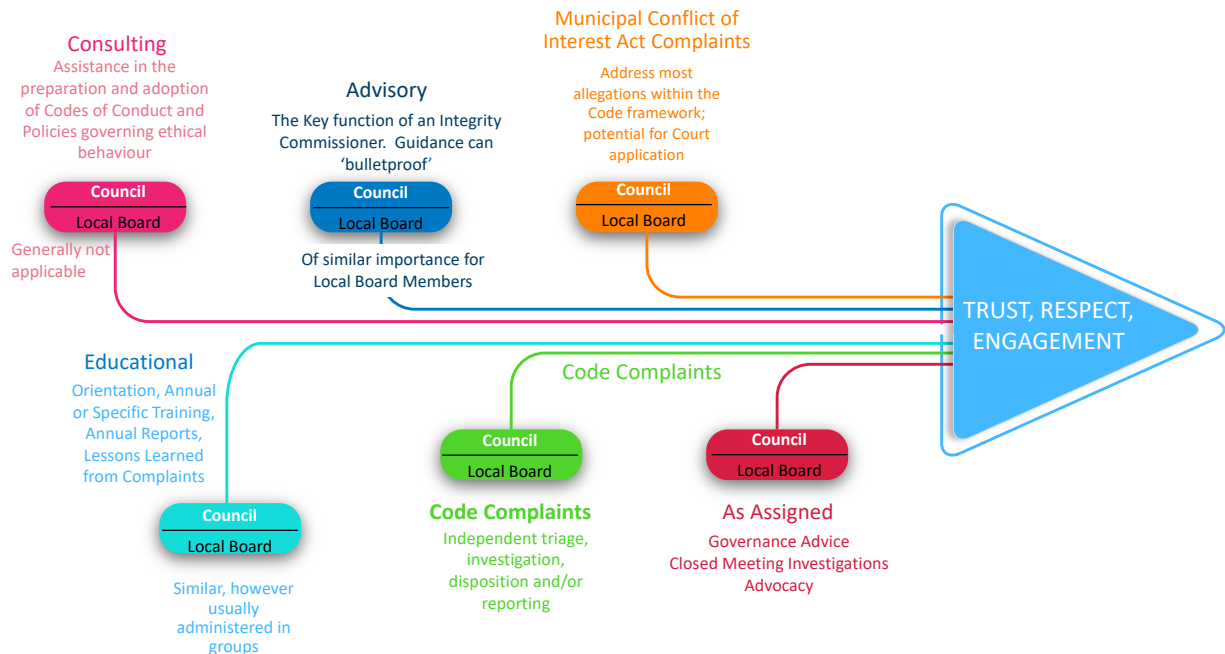 Consulting
Assistance in the
preparation and adoption
of Codes of Conduct and
Policies governing ethical
behaviour
Council
Local Board
Generally not
applicable
Advisory
The Key function of an Integrity
Commissioner.  Guidance can
‘bulletproof’
Council
Local Board
Of similar importance for
Local Board Members
Municipal Conflict of
Interest Act Complaints
Address most
allegations within the
Code framework;
potential for Court
application
Council
Local Board
TRUST, RESPECT,
ENGAGEMENT
Educational
Orientation, Annual
or Specific Training,
Annual Reports,
Lessons Learned
from Complaints
Council
Local Board
Similar, however
usually
administered in
groups
Code Complaints
Council
Local Board
Code Complaints
Independent triage,
investigation,
disposition and/or
reporting
Council
Local Board
As Assigned
Governance Advice
Closed Meeting Investigations
Advocacy